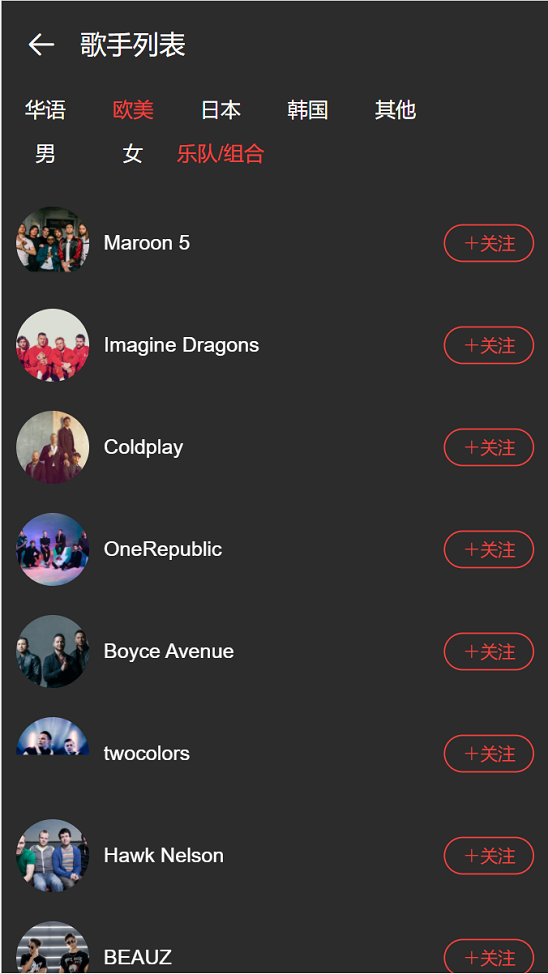 歌手列表
华语 欧美 日本 韩国 其他
男 女 乐队/组合
Maroon 5 +关注
Imagine Dragons +关注
Coldplay +关注
OneRepublic +关注
Boyce Avenue +关注
twocolors +关注
Hawk Nelson +关注
BEAUZ +关注